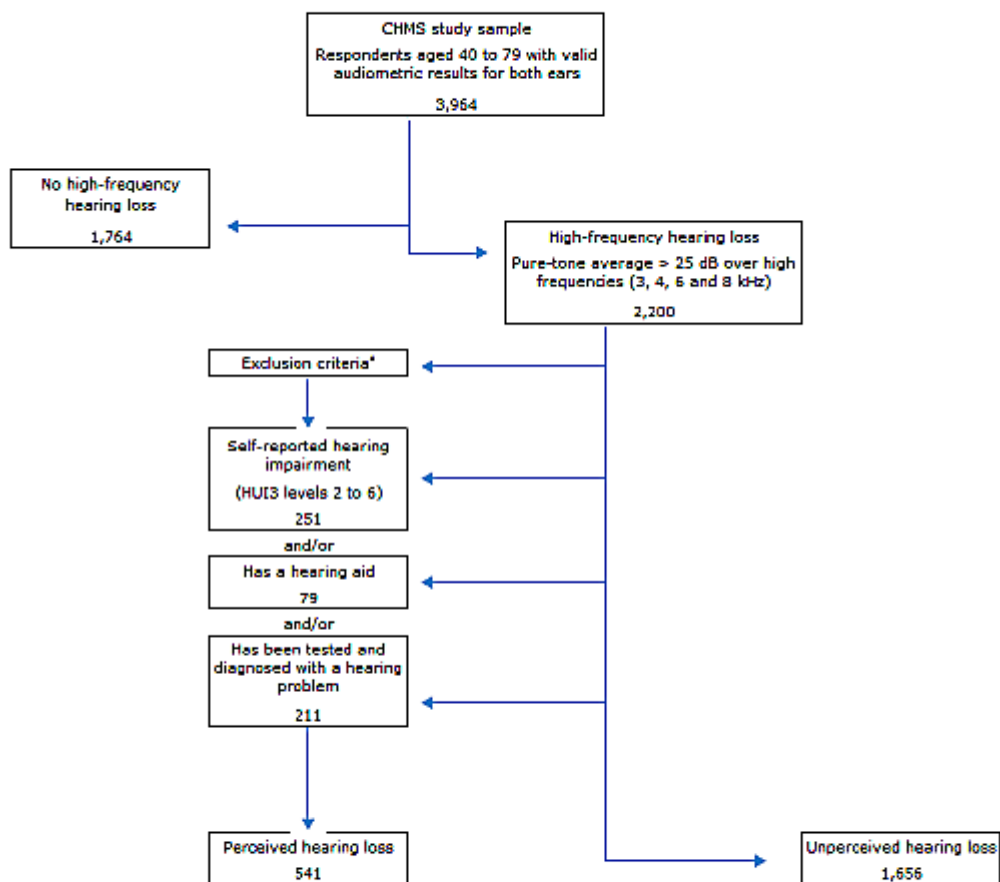 CHMS study sample
Respondents aged 40 to 79 with valid
audiometric results for both ears
3,964
No high-frequency
hearing loss
1,764
High-frequency hearing loss
Pure-tone average > 25 dB over high
frequencies (3, 4, 6 and 8 kHz)
2,200
Exclusion criteria*
Self-reported hearing
impairment
(HUI3 levels 2 to 6)
251
and/or
Has a hearing aid
79
and/or
Has been tested and
diagnosed with a hearing
problem
211
Perceived hearing loss
541
Unperceived hearing loss
1,656